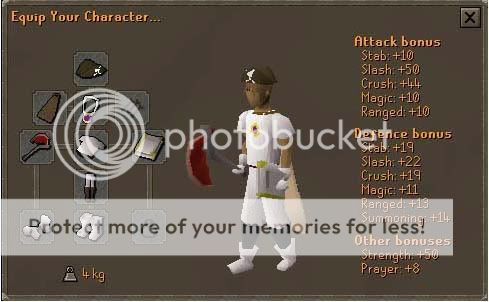 Equip Your Character...
Attack bonus
Stab: +10
Slash: +50
Crush: +44
Magic: +10
Ranged: +10
Defence bonus
Stab: +19
Slash: +22
Crush: +19
Magic: +11
Ranged: +13
Summoning: +14
Other bonuses
Strength: +50
Prayer: +8
4 kg
photobucket
Protect more of your memories for less!